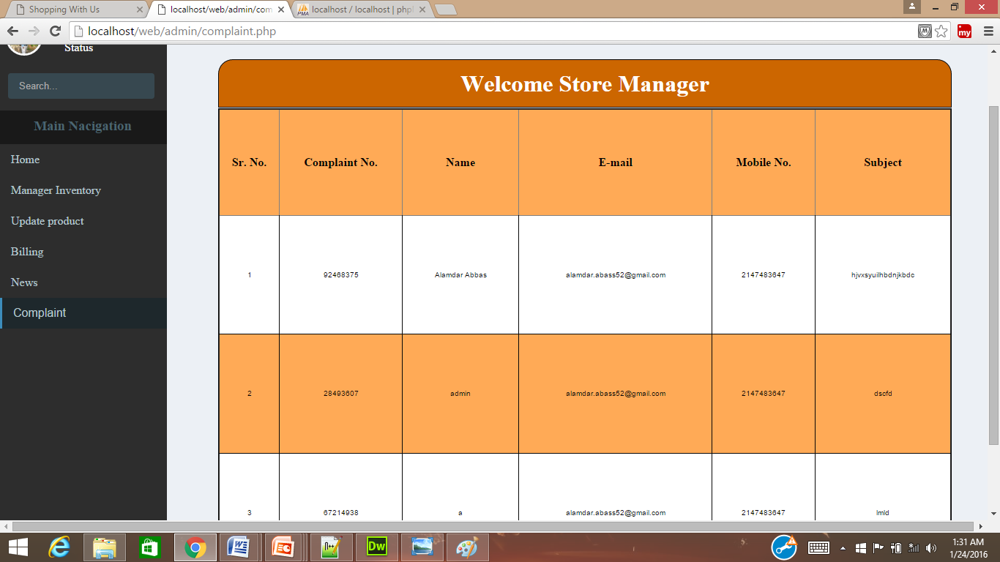 Shopping With Us
localhost/web/admin/com
localhost / localhost | php
localhost/web/admin/complaint.php
my
Status
Search...
Main Nacigation
Home
Manager Inventory
Update product
Billing
News
Complaint
Welcome Store Manager
Sr. No. Complaint No. Name E-mail Mobile No. Subject
1 92468375 Alamdar Abbas alamdar.abass52@gmail.com 2147483647 hjvxsyuilhbdnjkbdc
2 28493607 admin alamdar.abass52@gmail.com 2147483647 dscfd
3 67214938 a alamdar.abass52@gmail.com 2147483647 lmld
Dw
1:31 AM
1/24/2016